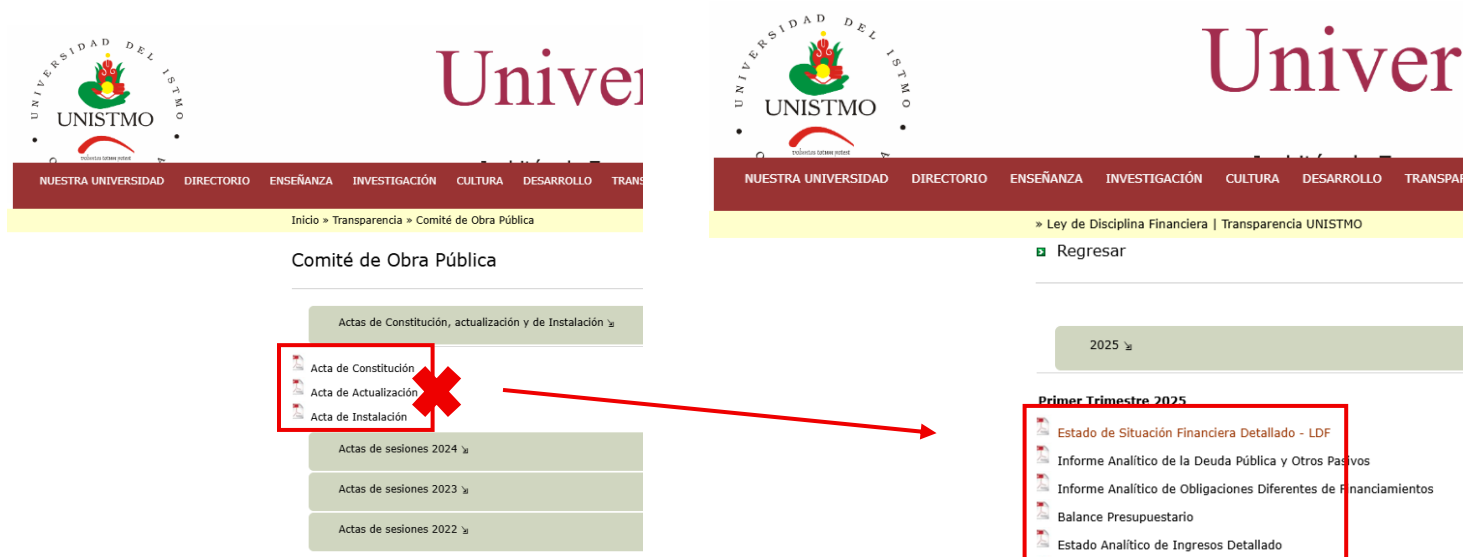 UNIVERSIDAD DEL ISTMO
UNISTMO
Univer
NUESTRA UNIVERSIDAD DIRECTORIO ENSEÑANZA INVESTIGACIÓN CULTURA DESARROLLO TRANS
Inicio » Transparencia » Comité de Obra Pública
Comité de Obra Pública
Actas de Constitución, actualización y de Instalación
Acta de Constitución
Acta de Actualización
Acta de Instalación
Actas de sesiones 2024
Actas de sesiones 2023
Actas de sesiones 2022
UNIVERSIDAD DEL ISTMO
UNISTMO
Univer
NUESTRA UNIVERSIDAD DIRECTORIO ENSEÑANZA INVESTIGACIÓN CULTURA DESARROLLO TRANSPAR
» Ley de Disciplina Financiera | Transparencia UNISTMO
Regresar
2025
Primer Trimestre 2025
Estado de Situación Financiera Detallado - LDF
Informe Analítico de la Deuda Pública y Otros Pasivos
Informe Analítico de Obligaciones Diferentes de Financiamientos
Balance Presupuestario
Estado Analítico de Ingresos Detallado